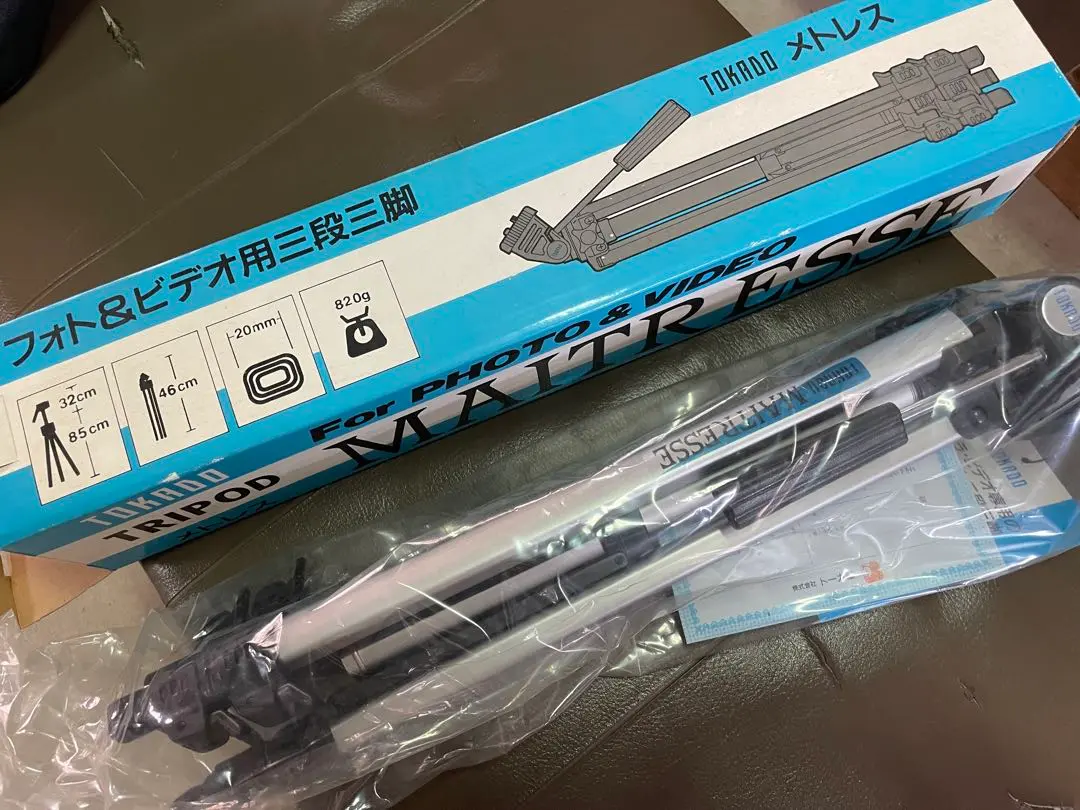 TOKADO メトレス
フォト&ビデオ用三段三脚
32cm
85cm
46cm
20mm
820g
For PHOTO & VIDEO
MAITRESSE
TOKADO
TRIPOD
メトレス
TOKADO MAITRESSE
TOKADO